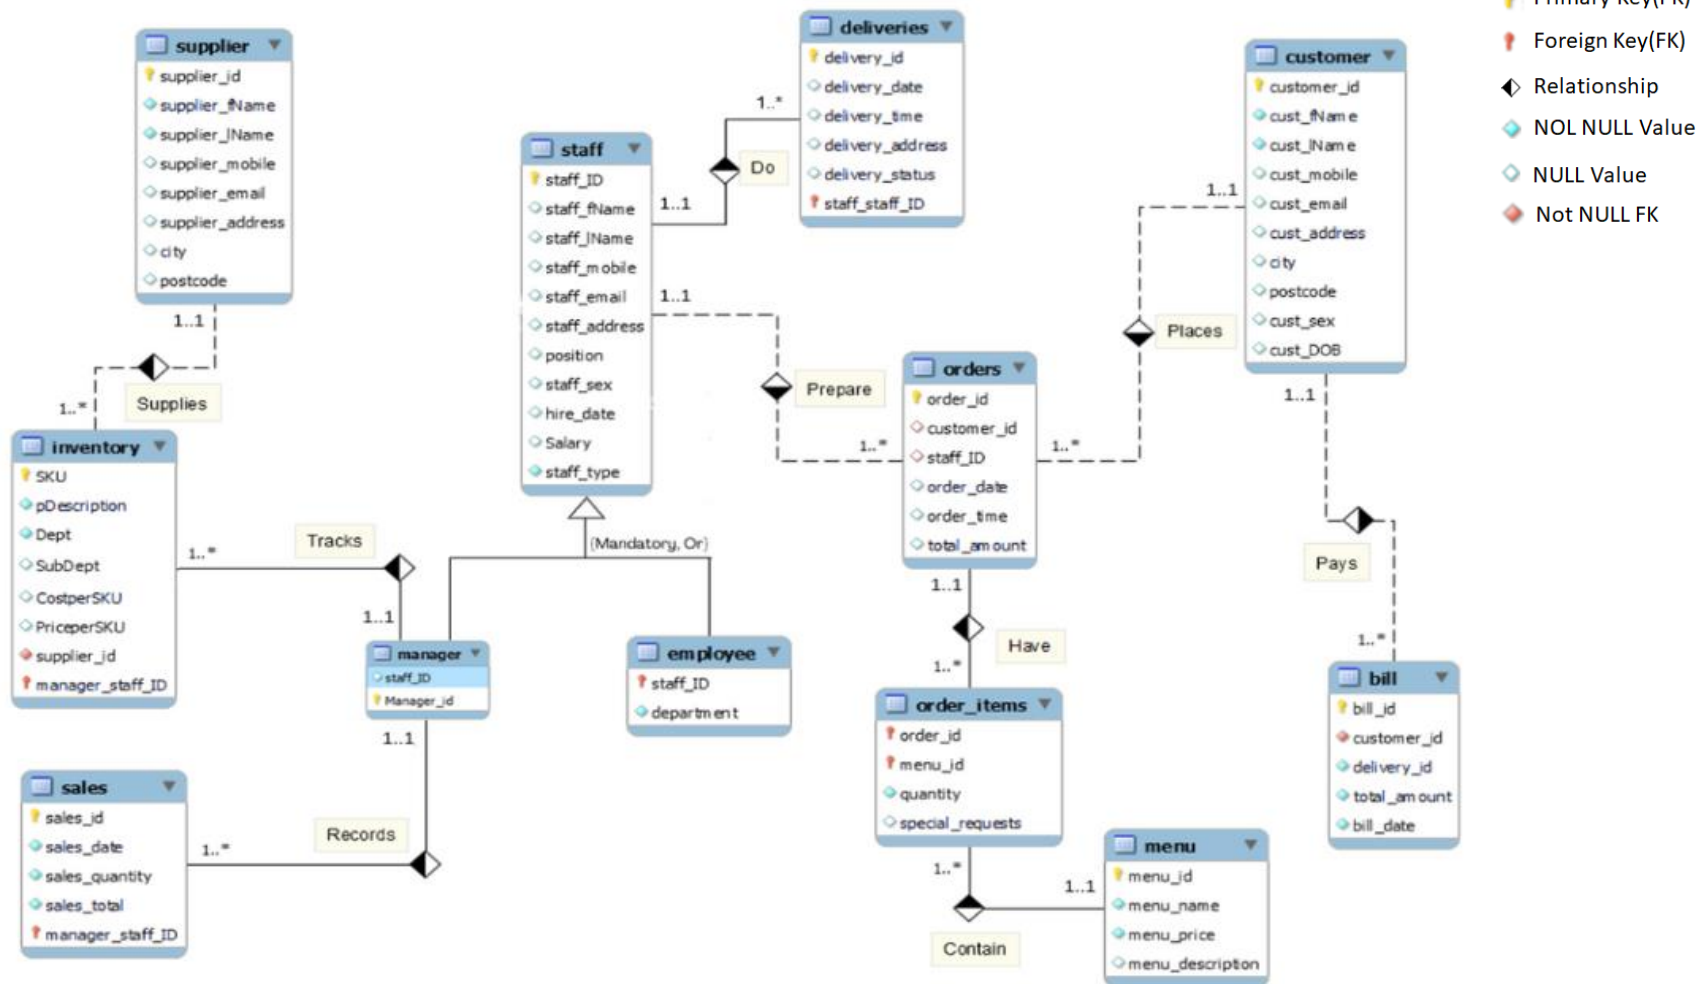 supplier
supplier_id
supplier_fName
supplier_lName
supplier_mobile
supplier_email
supplier_address
city
postcode
1..1
Supplies
1..*
inventory
SKU
pDescription
Dept
SubDept
CostperSKU
PriceperSKU
supplier_id
manager_staff_ID
1..*
Tracks
1..1
manager
staff_ID
Manager_id
1..1
Records
1..*
sales
sales_id
sales_date
sales_quantity
sales_total
manager_staff_ID
staff
staff_ID
staff_fName
staff_lName
staff_mobile
staff_email
staff_address
position
staff_sex
hire_date
Salary
staff_type
{Mandatory, Or}
employee
staff_ID
department
1..1
Do
1..*
deliveries
delivery_id
delivery_date
delivery_time
delivery_address
delivery_status
staff_staff_ID
1..1
Prepare
1..*
orders
order_id
customer_id
staff_ID
order_date
order_time
total_amount
1..*
Places
1..1
customer
customer_id
cust_fName
cust_lName
cust_mobile
cust_email
cust_address
city
postcode
cust_sex
cust_DOB
1..1
Pays
1..*
bill
bill_id
customer_id
delivery_id
total_amount
bill_date
1..1
Have
1..*
order_items
order_id
menu_id
quantity
special_requests
1..*
Contain
1..1
menu
menu_id
menu_name
menu_price
menu_description
Primary Key(PK)
Foreign Key(FK)
Relationship
NOL NULL Value
NULL Value
Not NULL FK